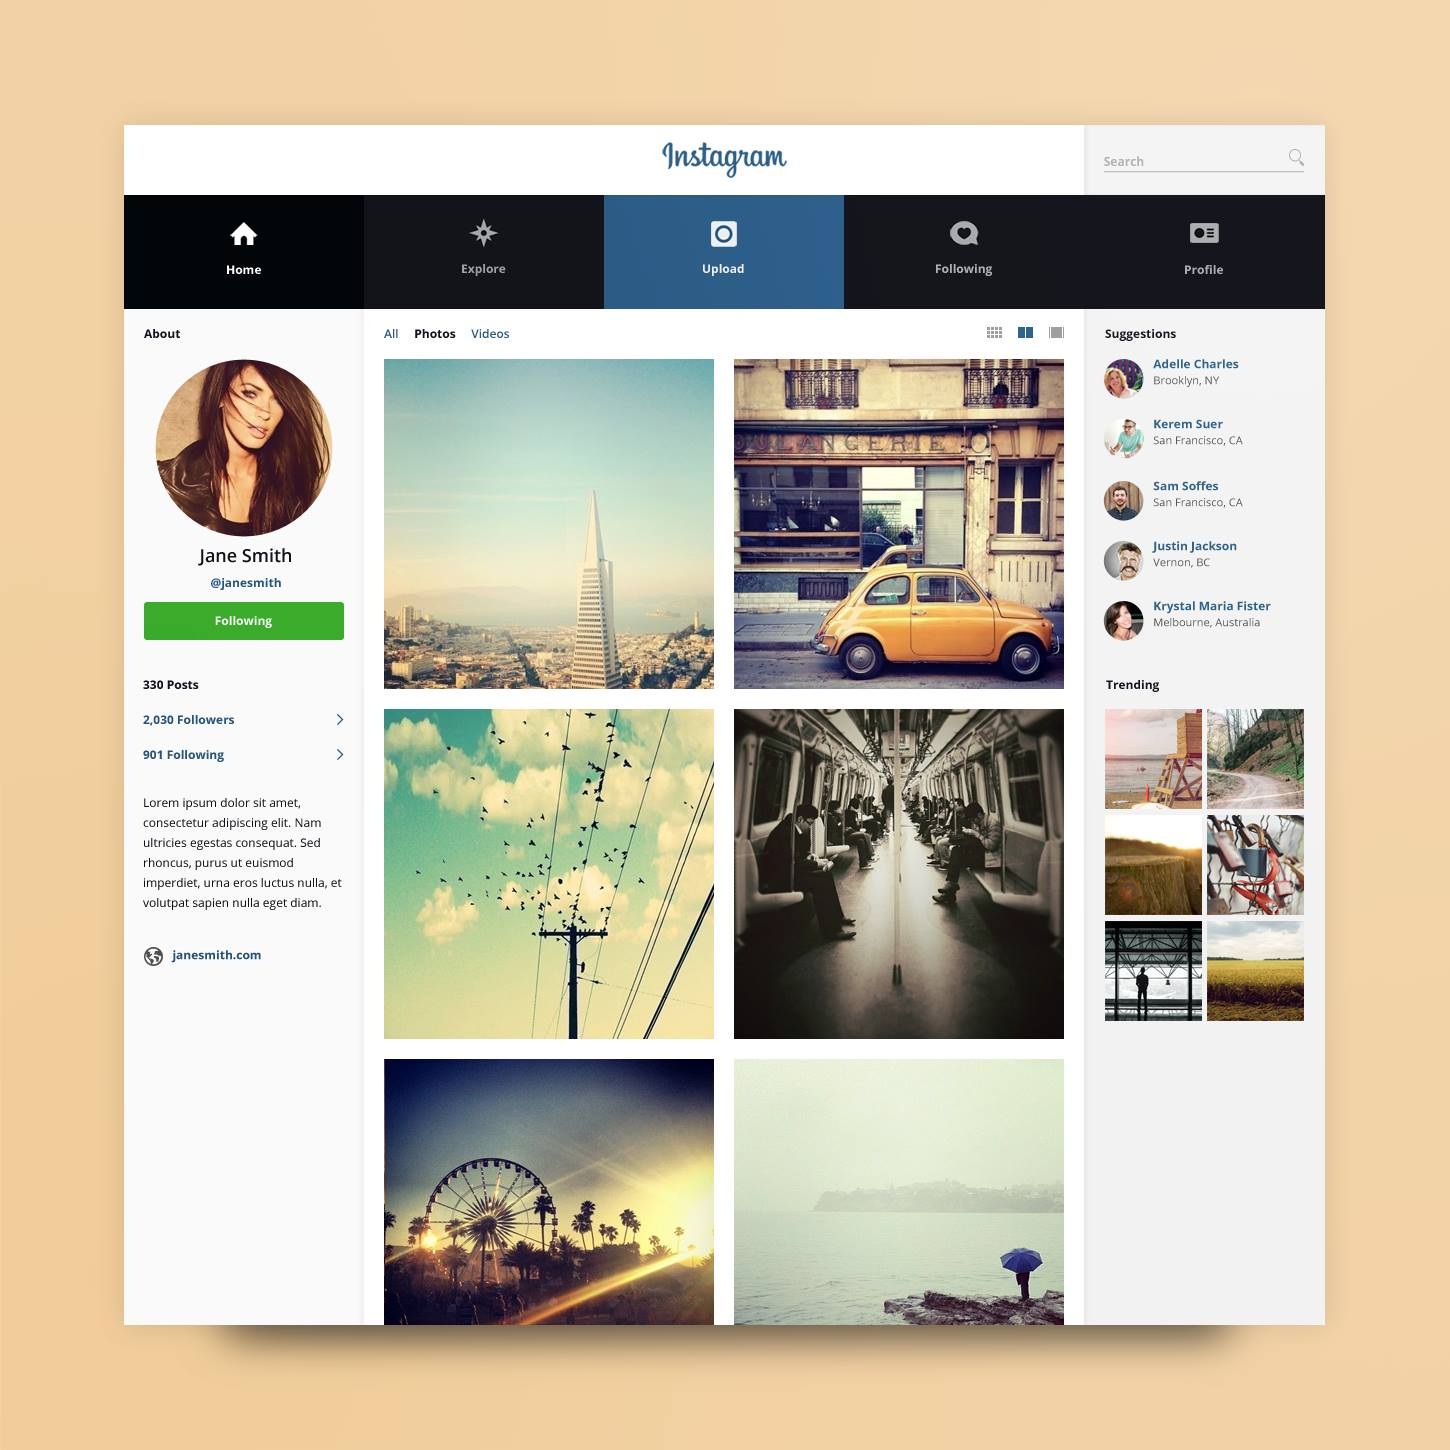 Instagram
Search
Home
Explore
Upload
Following
Profile
About
Jane Smith
@janesmith
Following
330 Posts
2,030 Followers
901 Following
Lorem ipsum dolor sit amet,
consectetur adipiscing elit. Nam
ultricies egestas consequat. Sed
rhoncus, purus ut euismod
imperdiet, urna eros luctus nulla, et
volutpat sapien nulla eget diam.
janesmith.com
All
Photos
Videos
OULANGERIE
Suggestions
Adelle Charles
Brooklyn, NY
Kerem Suer
San Francisco, CA
Sam Soffes
San Francisco, CA
Justin Jackson
Vernon, BC
Krystal Maria Fister
Melbourne, Australia
Trending